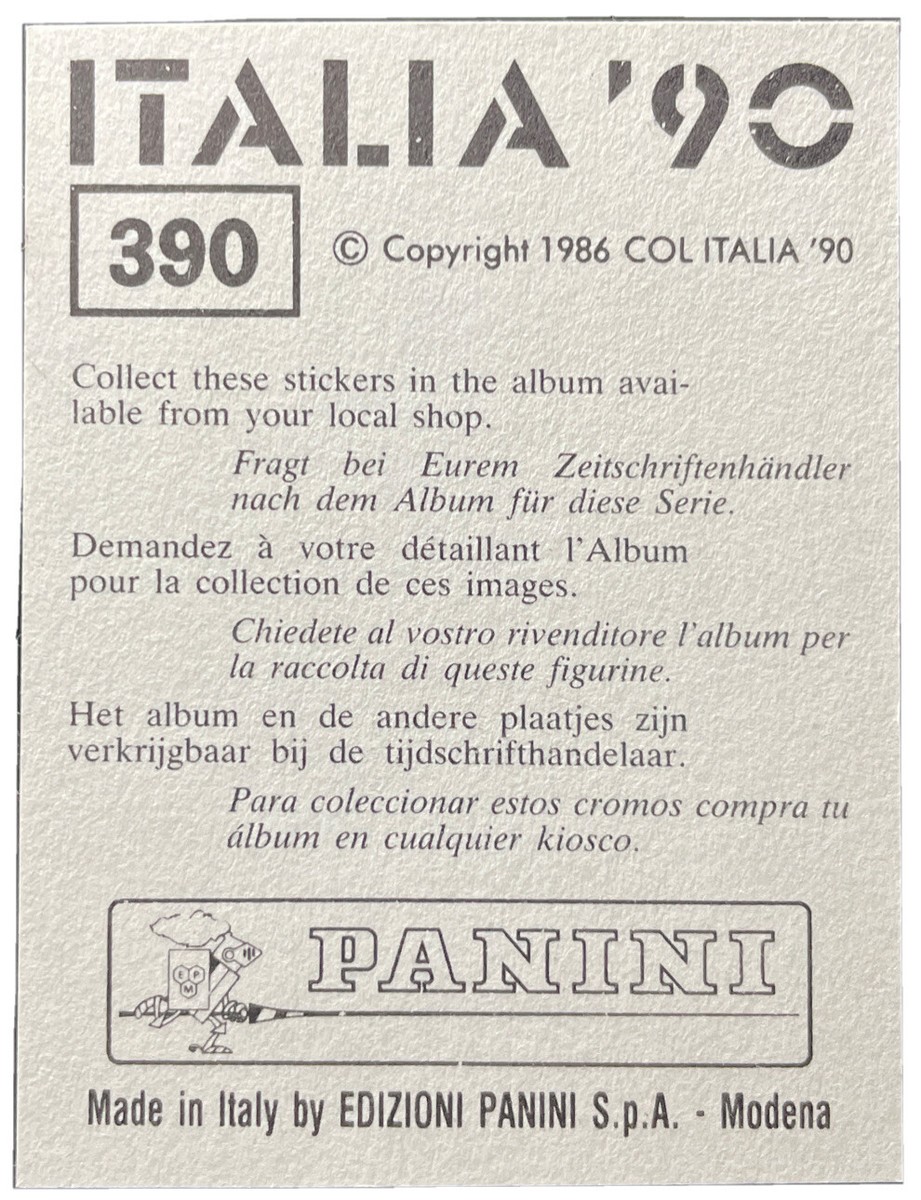 ITALIA '90
390
© Copyright 1986 COL ITALIA '90
Collect these stickers in the album avai-
lable from your local shop.
Fragt bei Eurem Zeitschriftenhändler
nach dem Album für diese Serie.
Demandez à votre détaillant l'Album
pour la collection de ces images.
Chiedete al vostro rivenditore l'album per
la raccolta di queste figurine.
Het album en de andere plaatjes zijn
verkrijgbaar bij de tijdschrifthandelaar.
Para coleccionar estos cromos compra tu
álbum en cualquier kiosco.
E P
M
PANINI
Made in Italy by EDIZIONI PANINI S.p.A. - Modena